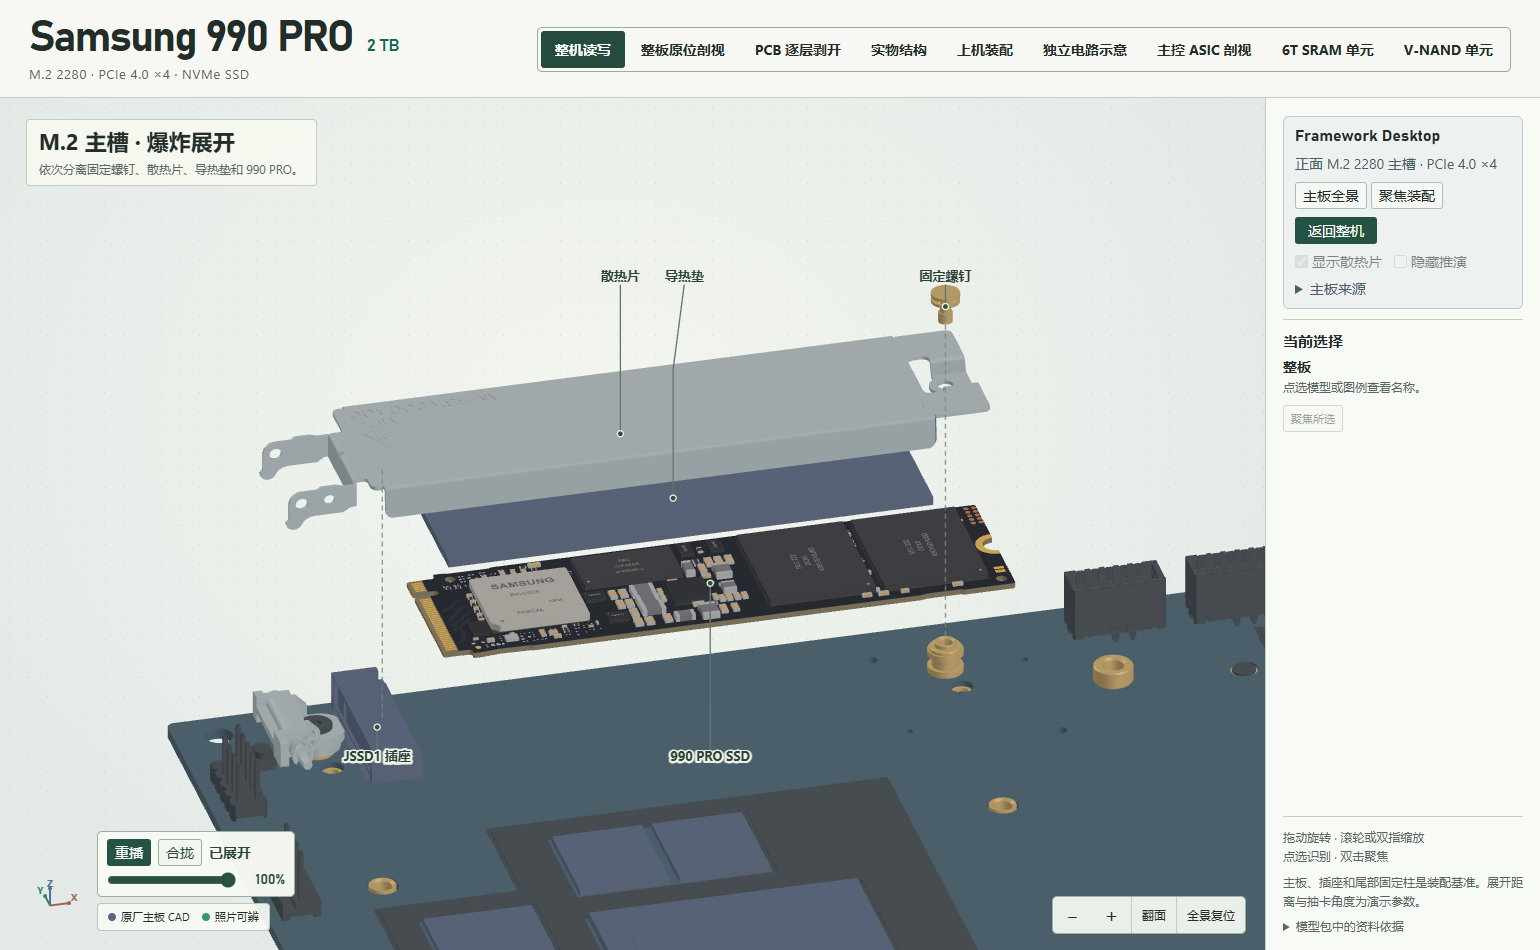 Samsung 990 PRO 2 TB
M.2 2280 · PCIe 4.0 ×4 · NVMe SSD
整机读写 整板原位剖视 PCB 逐层剥开 实物结构 上机装配 独立电路示意 主控 ASIC 剖视 6T SRAM 单元 V-NAND 单元
M.2 主槽 · 爆炸展开
依次分离固定螺钉、散热片、导热垫和 990 PRO。
散热片 导热垫 固定螺钉
SAMSUNG
JSSD1 插座
990 PRO SSD
重播 合拢 已展开
100%
原厂主板 CAD 照片可辨
Y Z X
− + 翻面 全景复位
Framework Desktop
正面 M.2 2280 主槽 · PCIe 4.0 ×4
主板全景 聚焦装配
返回整机
显示散热片 隐藏推演
主板来源
当前选择
整板
点选模型或图例查看名称。
聚焦所选
拖动旋转 · 滚轮或双指缩放
点选识别 · 双击聚焦
主板、插座和尾部固定柱是装配基准。展开距
离与抽卡角度为演示参数。
模型包中的资料依据